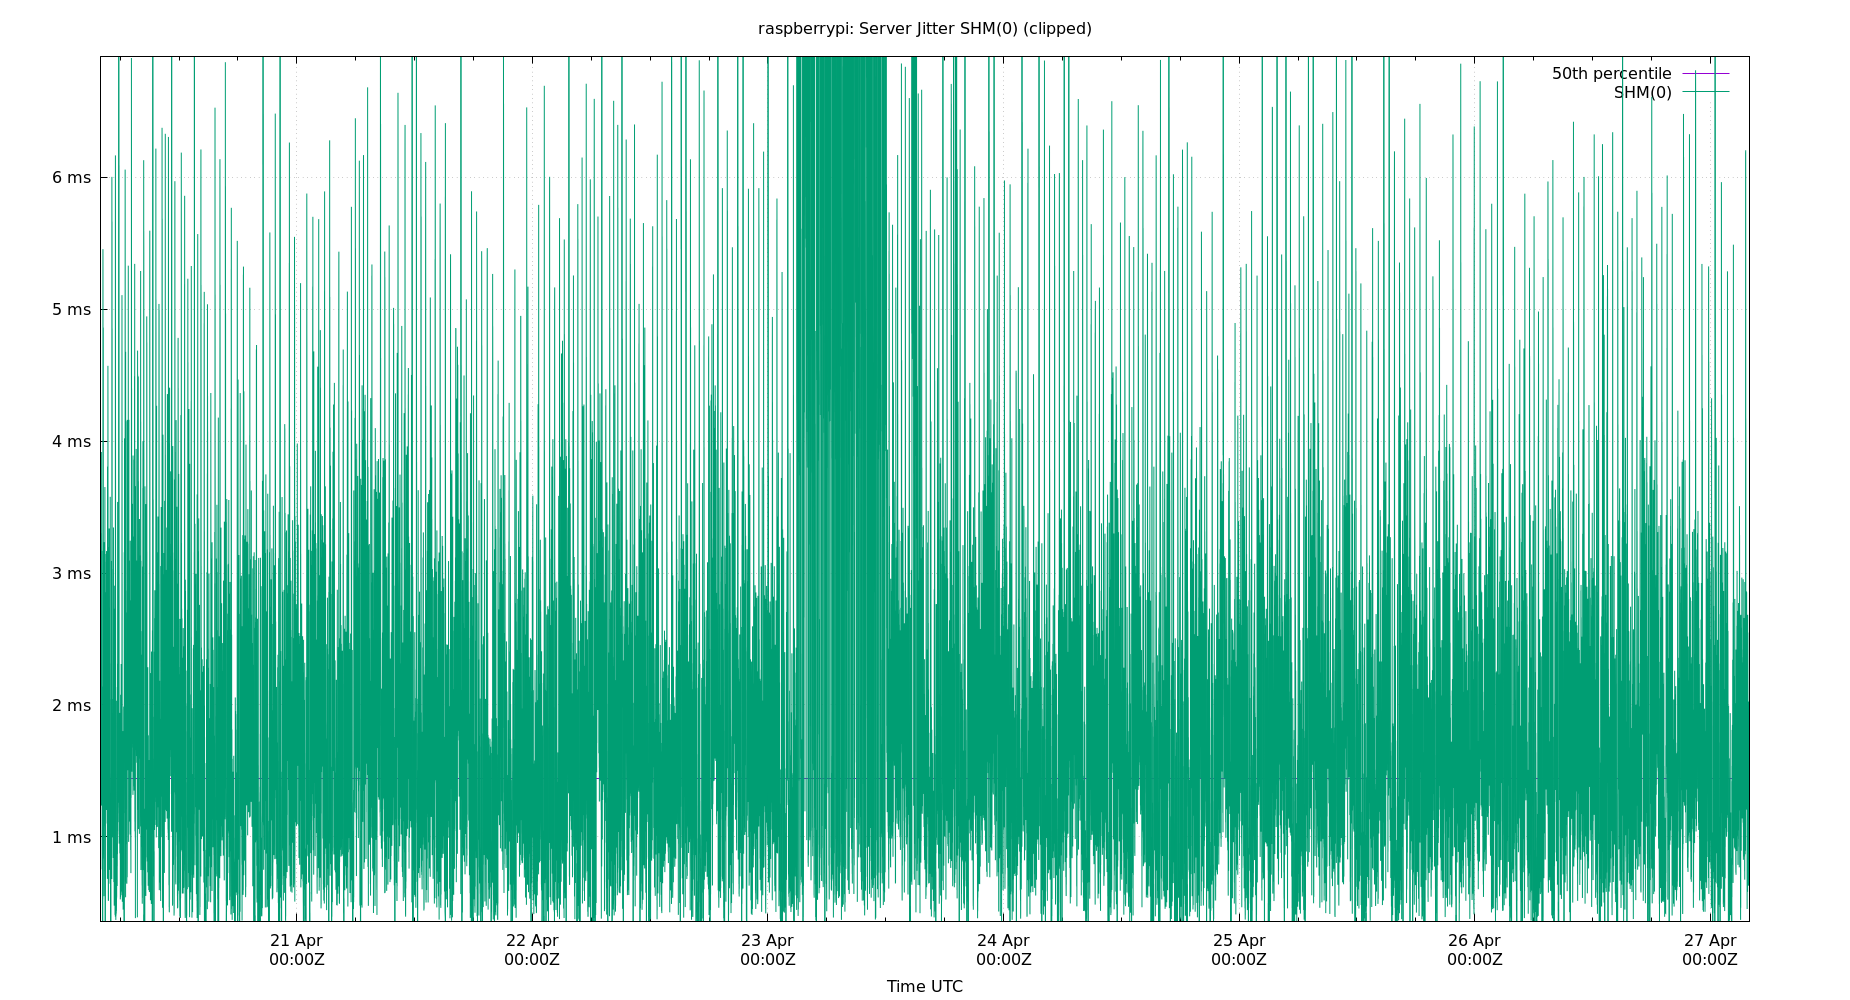 raspberrypi: Server Jitter SHM(0) (clipped)
50th percentile
SHM(0)
6 ms
5 ms
4 ms
3 ms
2 ms
1 ms
21 Apr 22 Apr 23 Apr 24 Apr 25 Apr 26 Apr 27 Apr
00:00Z 00:00Z 00:00Z 00:00Z 00:00Z 00:00Z 00:00Z
Time UTC